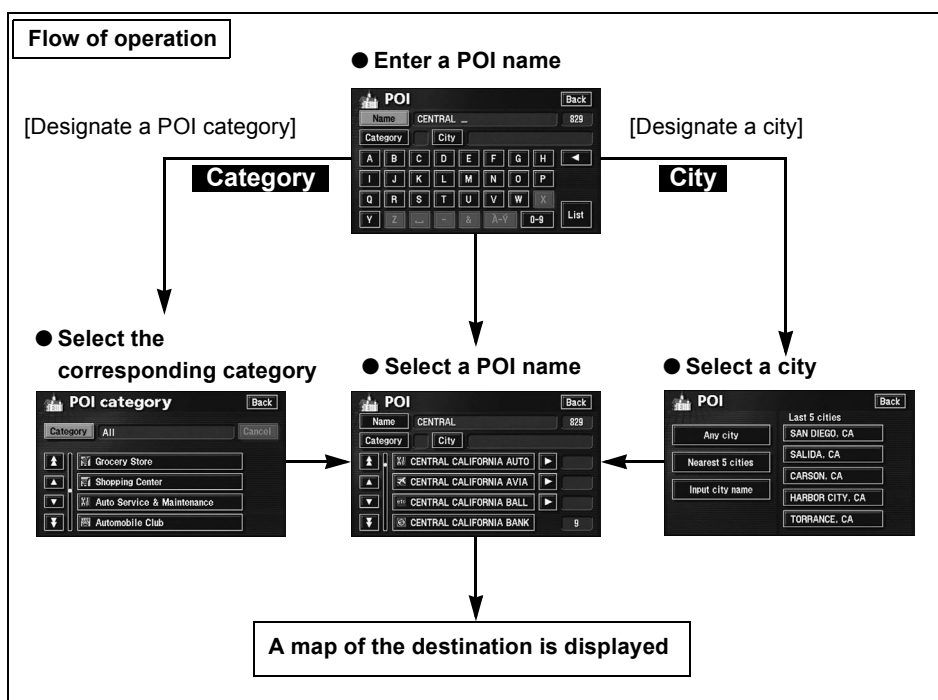 Flow of operation
● Enter a POI name
POI Back
Name CENTRAL _ 829
Category City
A B C D E F G H ◄
I J K L M N O P
Q R S T U V W X
Y Z ⎵ - & À-Ý 0-9 List
[Designate a POI category]
Category
[Designate a city]
City
● Select the
corresponding category
POI category Back
Category All Cancel
Grocery Store
Shopping Center
Auto Service & Maintenance
Automobile Club
● Select a POI name
POI Back
Name CENTRAL 829
Category City
CENTRAL CALIFORNIA AUTO
CENTRAL CALIFORNIA AVIA
etc CENTRAL CALIFORNIA BALL
CENTRAL CALIFORNIA BANK 9
● Select a city
POI Back
Last 5 cities
Any city SAN DIEGO, CA
Nearest 5 cities SALIDA, CA
Input city name CARSON, CA
HARBOR CITY, CA
TORRANCE, CA
A map of the destination is displayed